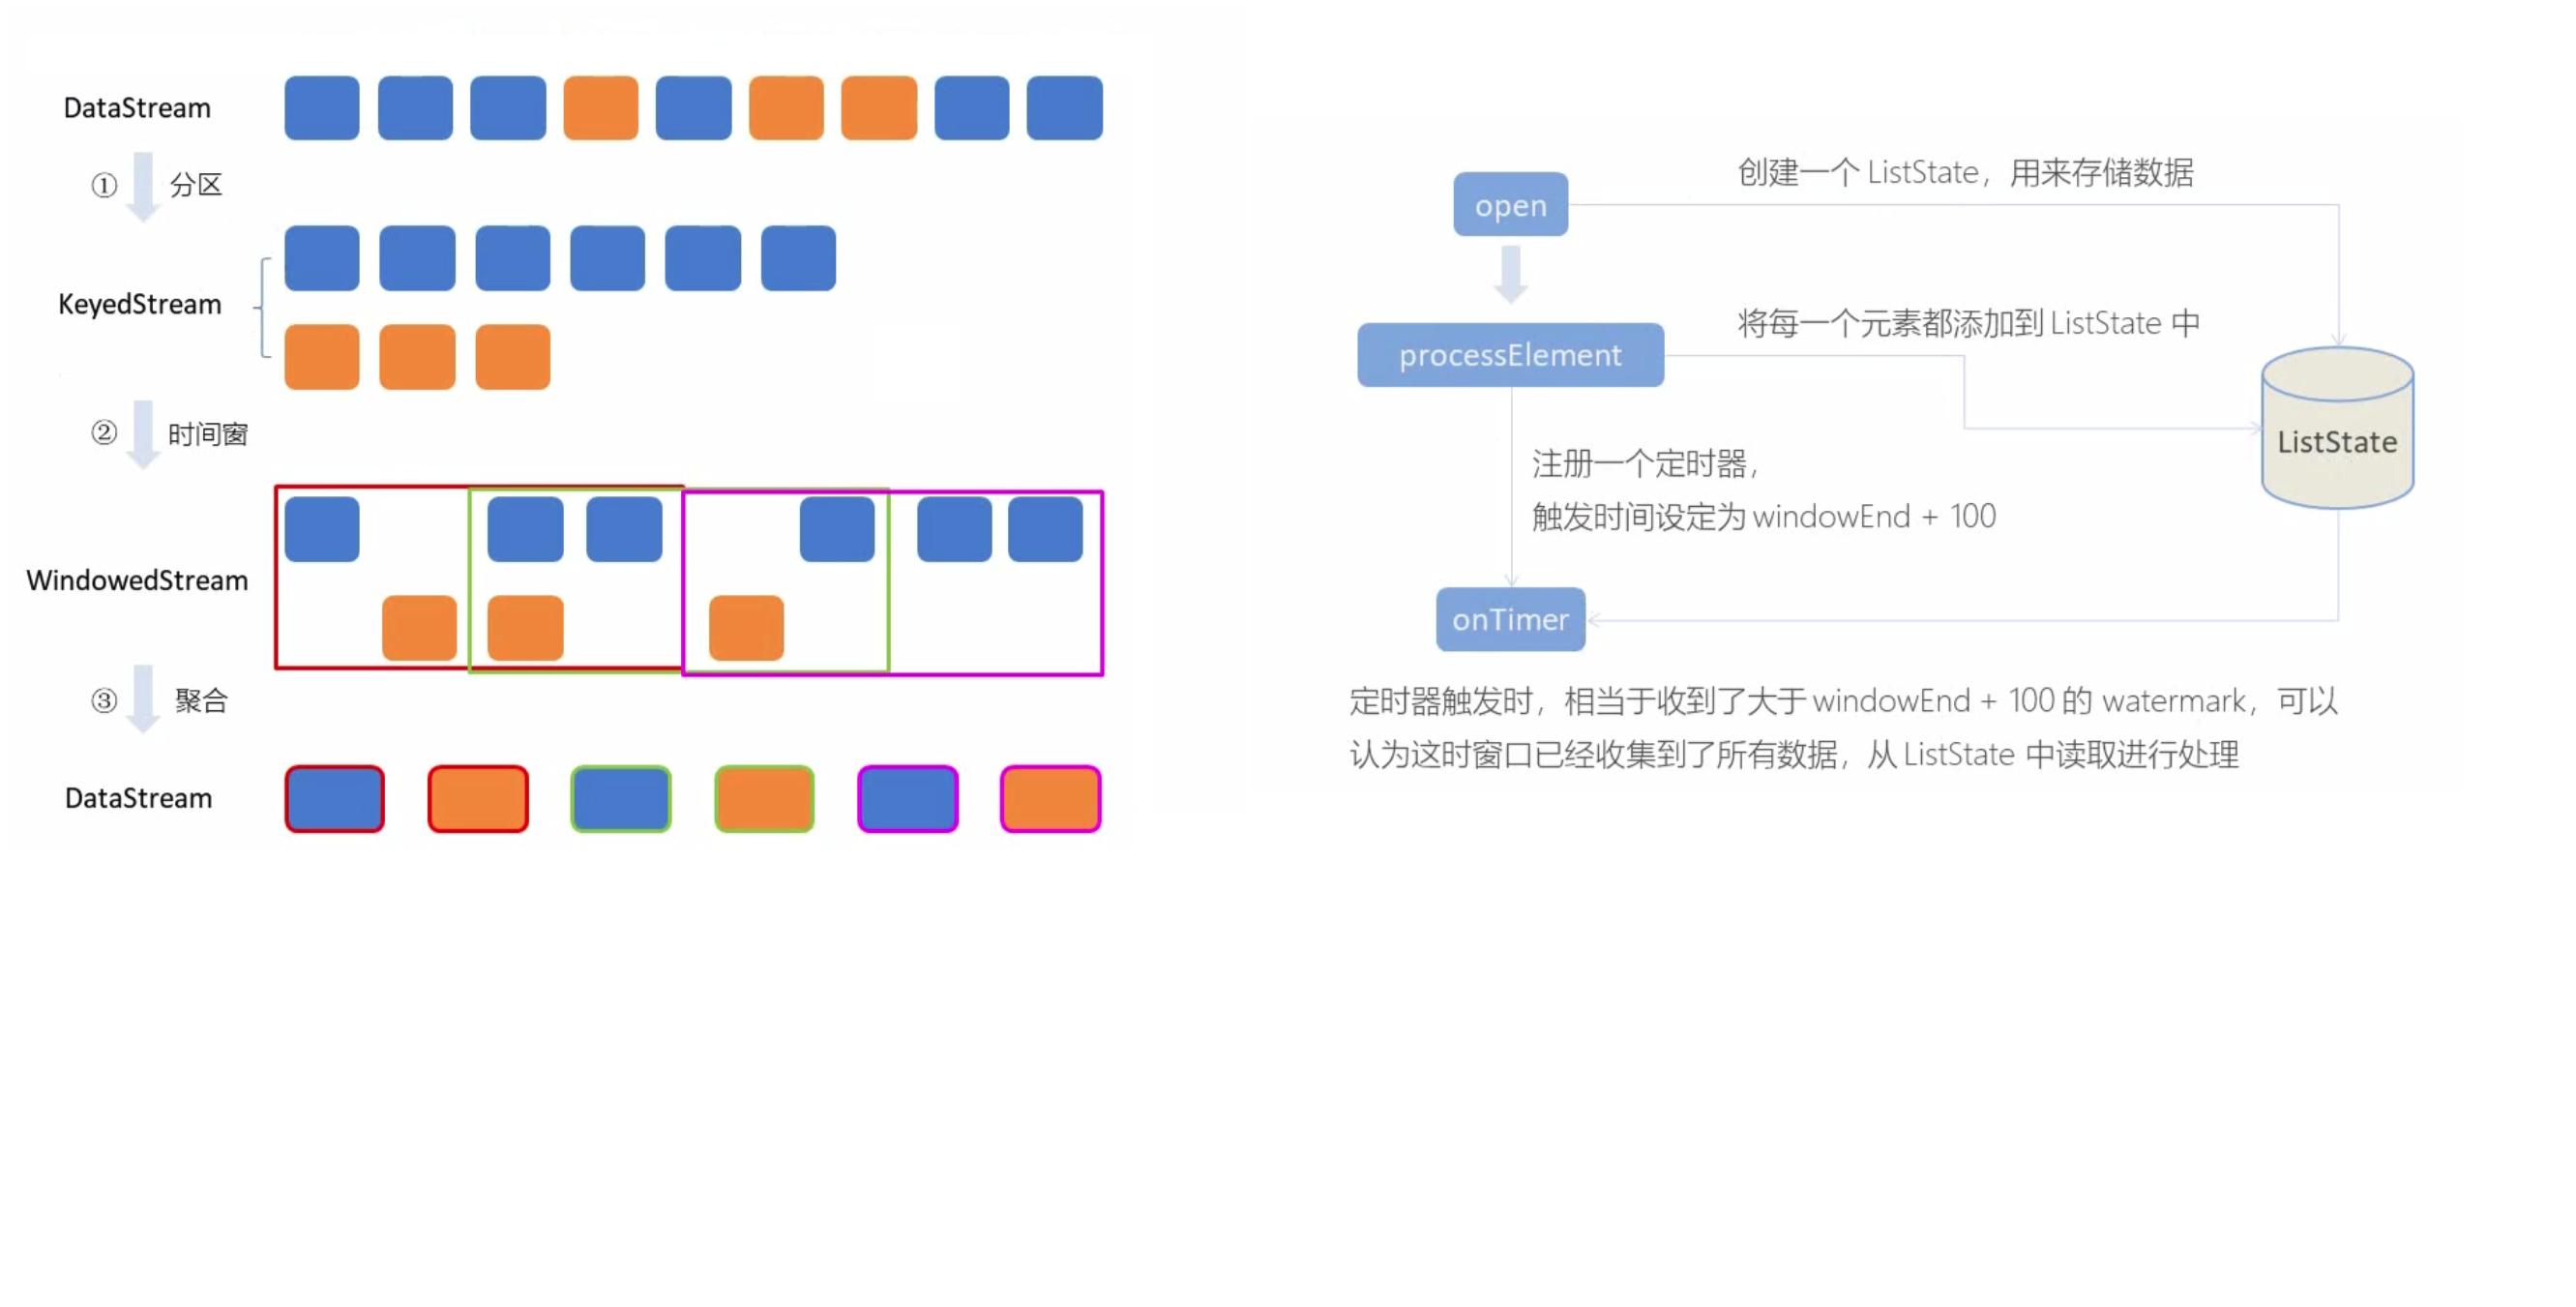 DataStream
① 分区
KeyedStream
② 时间窗
WindowedStream
③ 聚合
DataStream
open
创建一个 ListState，用来存储数据
processElement
将每一个元素都添加到 ListState 中
ListState
注册一个定时器，
触发时间设定为 windowEnd + 100
onTimer
定时器触发时，相当于收到了大于 windowEnd + 100 的 watermark，可以
认为这时窗口已经收集到了所有数据，从 ListState 中读取进行处理